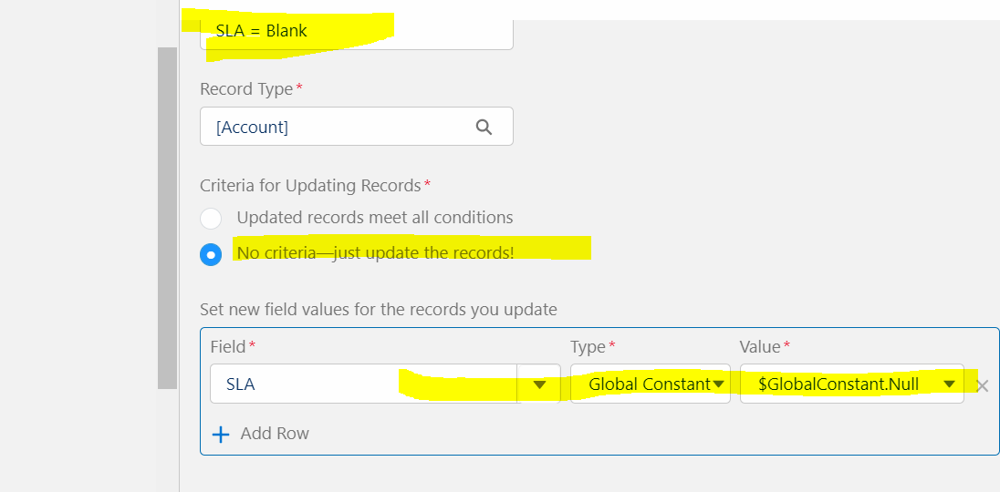 SLA = Blank
Record Type*
[Account]
Criteria for Updating Records*
Updated records meet all conditions
No criteria—just update the records!
Set new field values for the records you update
Field* Type* Value*
SLA Global Constant $GlobalConstant.Null
Add Row